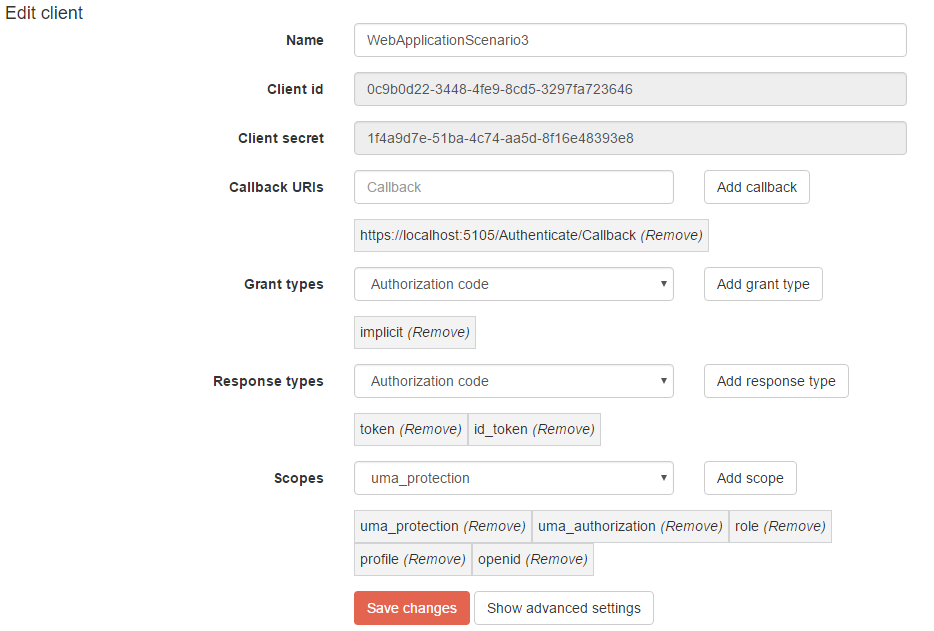 Edit client
Name WebApplicationScenario3
Client id 0c9b0d22-3448-4fe9-8cd5-3297fa723646
Client secret 1f4a9d7e-51ba-4c74-aa5d-8f16e48393e8
Callback URIs Callback Add callback
https://localhost:5105/Authenticate/Callback (Remove)
Grant types Authorization code Add grant type
implicit (Remove)
Response types Authorization code Add response type
token (Remove) id_token (Remove)
Scopes uma_protection Add scope
uma_protection (Remove) uma_authorization (Remove) role (Remove)
profile (Remove) openid (Remove)
Save changes Show advanced settings